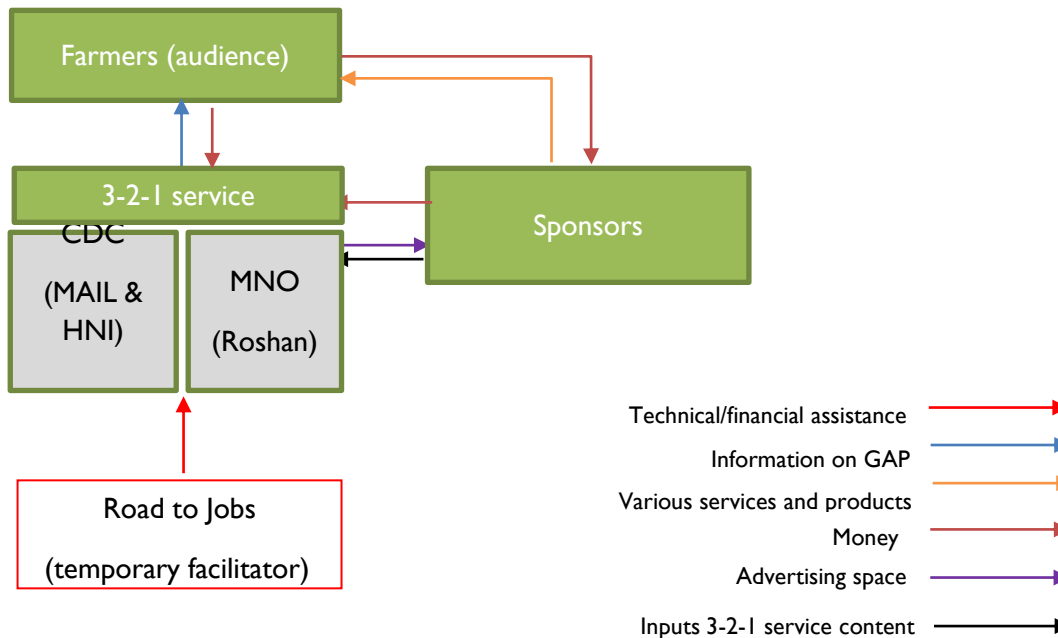 Farmers (audience)
3-2-1 service
Sponsors
CDC
(MAIL &
HNI)
MNO
(Roshan)
Road to Jobs
(temporary facilitator)
Technical/financial assistance
Information on GAP
Various services and products
Money
Advertising space
Inputs 3-2-1 service content